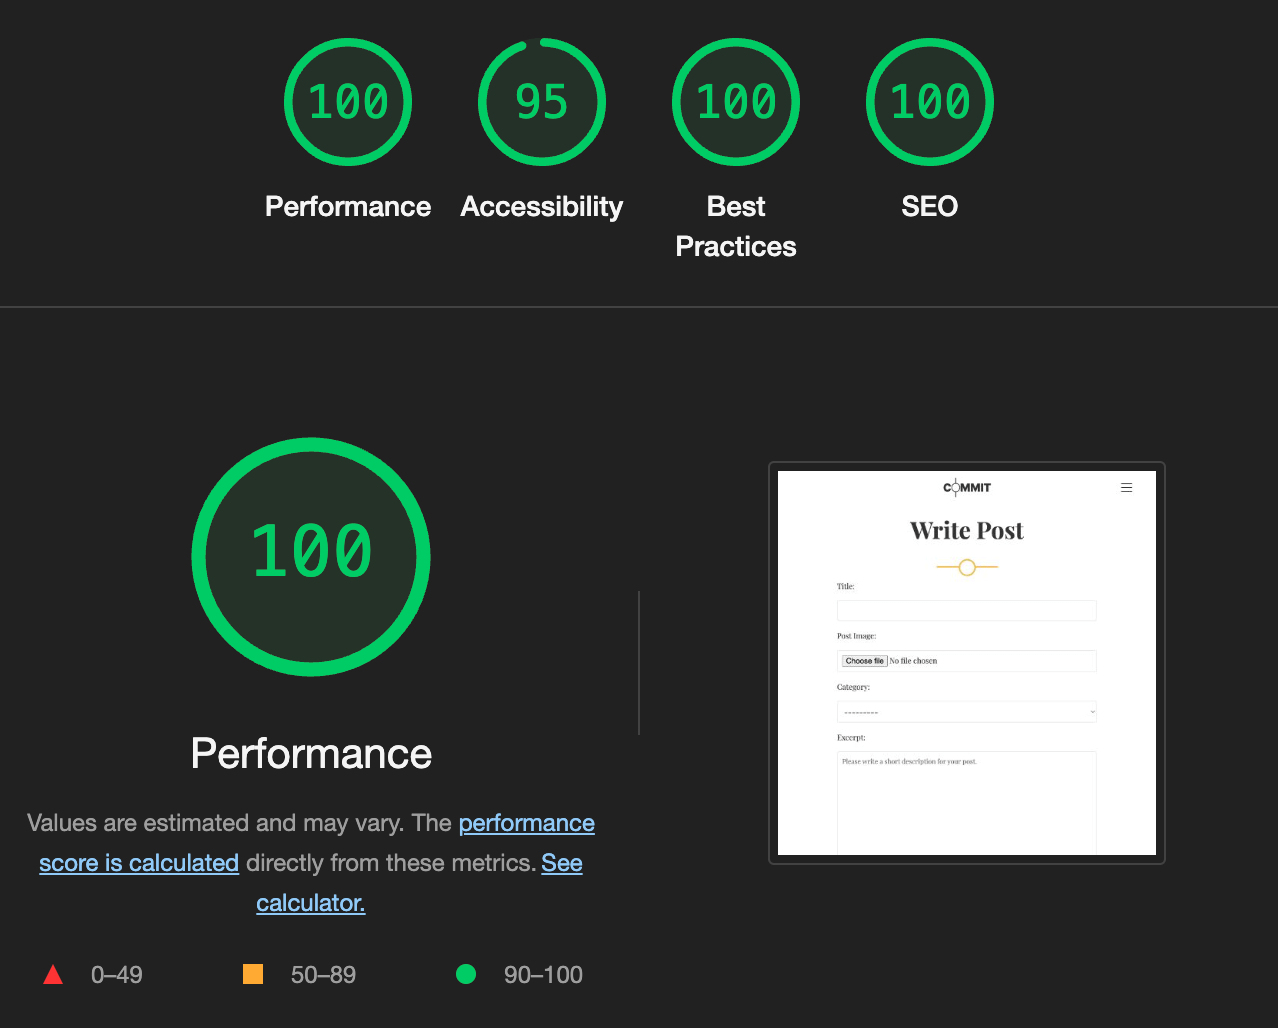 100
95
100
100
Performance
Accessibility
Best
Practices
SEO
100
Performance
Values are estimated and may vary. The performance
score is calculated directly from these metrics. See
calculator.
0–49
50–89
90–100
COMMIT
Write Post
Title:
Post Image:
Choose file No file chosen
Category:
---------
Excerpt:
Please write a short description for your post.